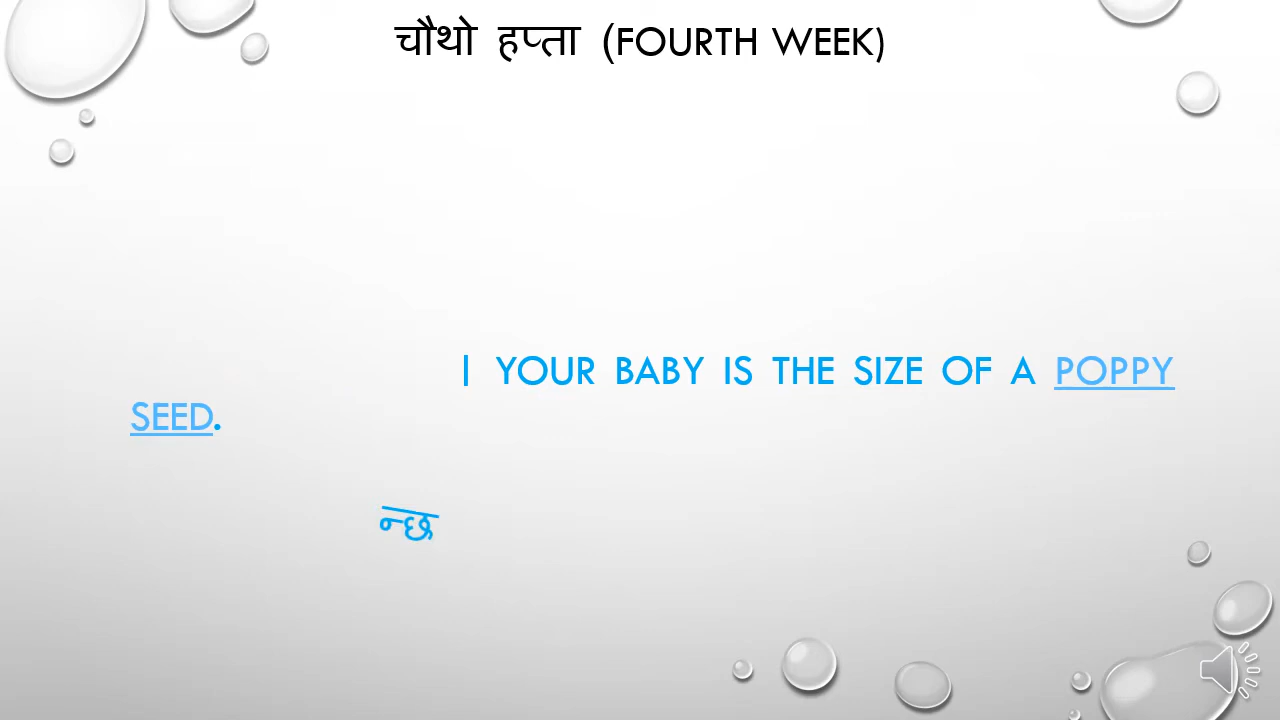 चौथो हप्ता (FOURTH WEEK)
| YOUR BABY IS THE SIZE OF A POPPY
SEED.
न्छ